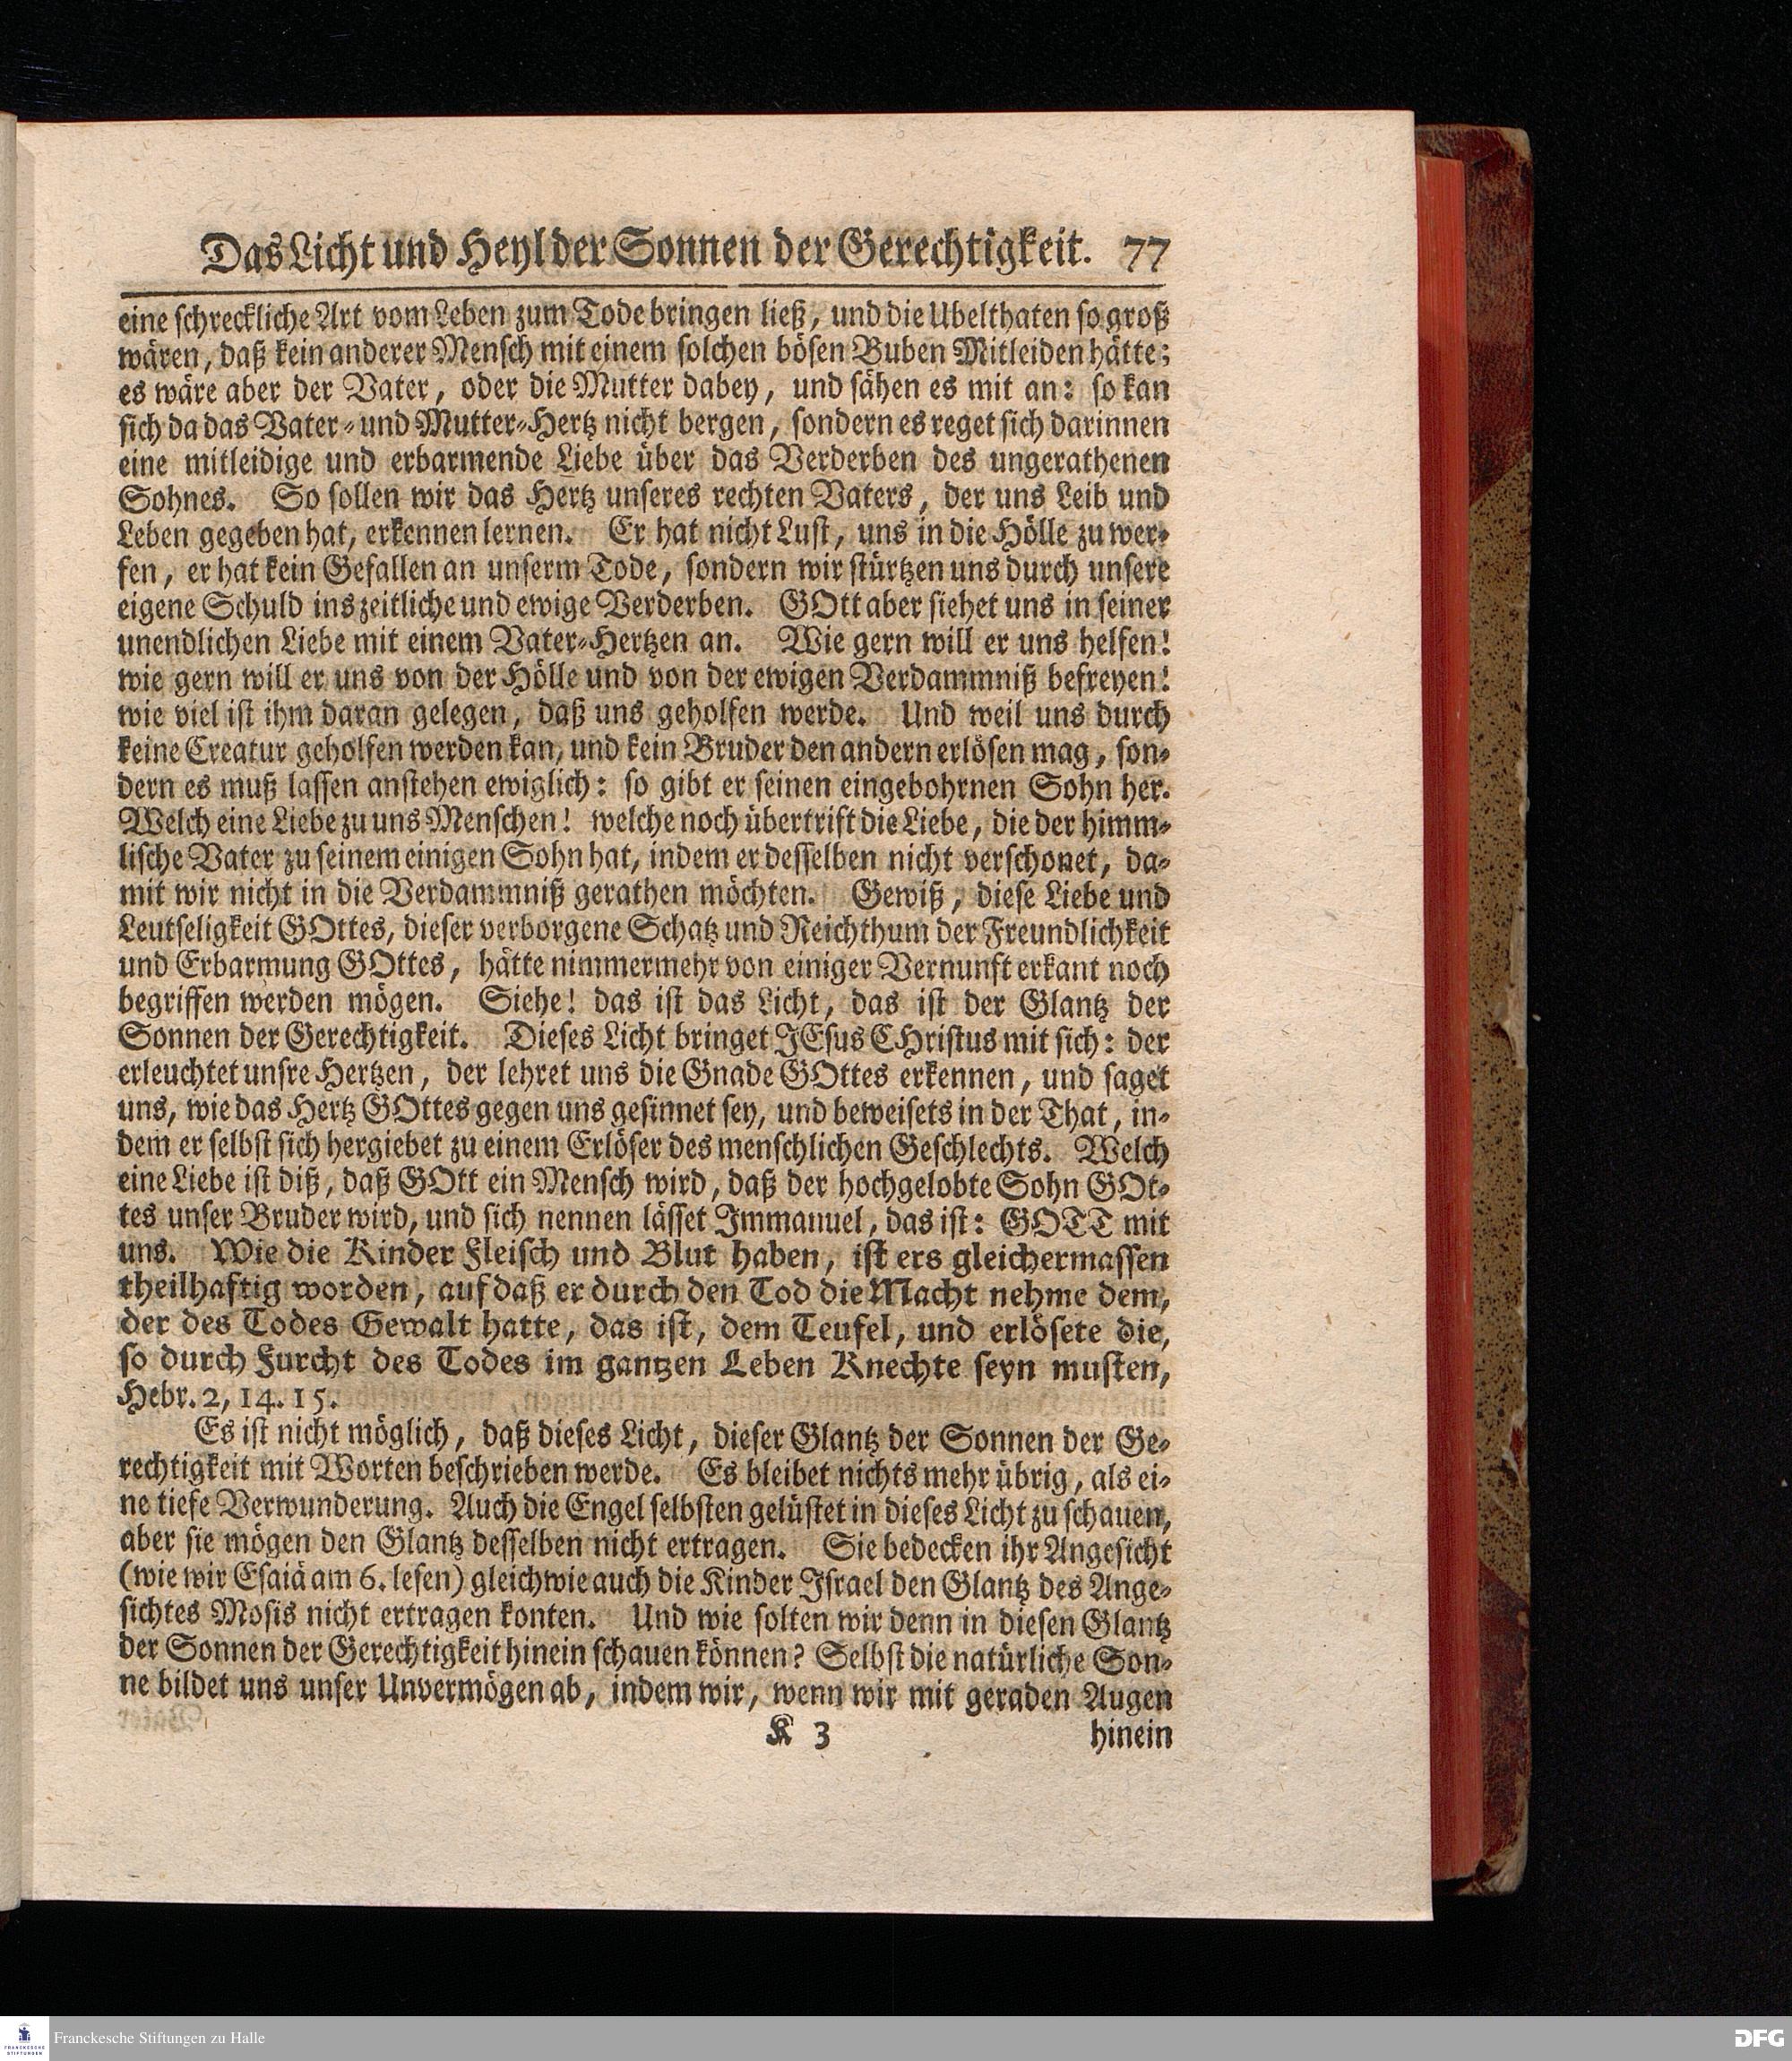 Das Licht und Heyl der Sonnen der Gerechtigkeit. 77
eine schreckliche Art vom Leben zum Tode bringen ließ, und die Ubelthaten so groß
wären, daß kein anderer Mensch mit einem solchen bösen Buben Mitleiden hätte;
es wäre aber der Vater, oder die Mutter dabey, und sähen es mit an: so kan
sich da das Vater- und Mutter-Hertz nicht bergen, sondern es reget sich darinnen
eine mitleidige und erbarmende Liebe über das Verderben des ungerathenen
Sohnes. So sollen wir das Hertz unseres rechten Vaters, der uns Leib und
Leben gegeben hat, erkennen lernen. Er hat nicht Lust, uns in die Hölle zu wer-
fen, er hat kein Gefallen an unserm Tode, sondern wir stürtzen uns durch unsere
eigene Schuld ins zeitliche und ewige Verderben. GOtt aber siehet uns in seiner
unendlichen Liebe mit einem Vater-Hertzen an. Wie gern will er uns helfen!
wie gern will er uns von der Hölle und von der ewigen Verdammniß befreyen!
wie viel ist ihm daran gelegen, daß uns geholfen werde. Und weil uns durch
keine Creatur geholfen werden kan, und kein Bruder den andern erlösen mag, son-
dern es muß lassen anstehen ewiglich: so gibt er seinen eingebohrnen Sohn her.
Welch eine Liebe zu uns Menschen! welche noch übertrift die Liebe, die der himm-
lische Vater zu seinem einigen Sohn hat, indem er desselben nicht verschonet, da-
mit wir nicht in die Verdammniß gerathen möchten. Gewiß, diese Liebe und
Leutseligkeit GOttes, dieser verborgene Schatz und Reichthum der Freundlichkeit
und Erbarmung GOttes, hätte nimmermehr von einiger Vernunft erkant noch
begriffen werden mögen. Siehe! das ist das Licht, das ist der Glantz der
Sonnen der Gerechtigkeit. Dieses Licht bringet JEsus CHristus mit sich: der
erleuchtet unsre Hertzen, der lehret uns die Gnade GOttes erkennen, und saget
uns, wie das Hertz GOttes gegen uns gesinnet sey, und beweisets in der That, in-
dem er selbst sich hergiebet zu einem Erlöser des menschlichen Geschlechts. Welch
eine Liebe ist diß, daß GOtt ein Mensch wird, daß der hochgelobte Sohn GOt-
tes unser Bruder wird, und sich nennen lässet Immanuel, das ist: GOTT mit
uns. Wie die Kinder Fleisch und Blut haben, ist ers gleichermassen
theilhaftig worden, auf daß er durch den Tod die Macht nehme dem,
der des Todes Gewalt hatte, das ist, dem Teufel, und erlösete die,
so durch Furcht des Todes im gantzen Leben Knechte seyn musten,
Hebr. 2, 14. 15.
Es ist nicht möglich, daß dieses Licht, dieser Glantz der Sonnen der Ge-
rechtigkeit mit Worten beschrieben werde. Es bleibet nichts mehr übrig, als ei-
ne tiefe Verwunderung. Auch die Engel selbsten gelüstet in dieses Licht zu schauen,
aber sie mögen den Glantz desselben nicht ertragen. Sie bedecken ihr Angesicht
(wie wir Esaiä am 6. lesen) gleichwie auch die Kinder Israel den Glantz des Ange-
sichtes Mosis nicht ertragen konten. Und wie solten wir denn in diesen Glantz
der Sonnen der Gerechtigkeit hinein schauen können? Selbst die natürliche Son-
ne bildet uns unser Unvermögen ab, indem wir, wenn wir mit geraden Augen
K 3 hinein
FRANCKESCHE STIFTUNGEN
Franckesche Stiftungen zu Halle
DFG